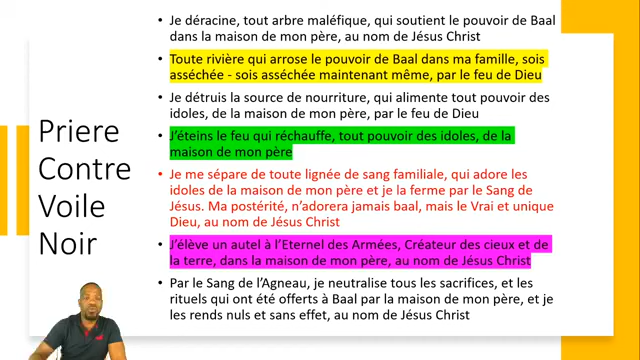 Priere
Contre
Voile
Noir
• Je déracine, tout arbre maléfique, qui soutient le pouvoir de Baal
dans la maison de mon père, au nom de Jésus Christ
• Toute rivière qui arrose le pouvoir de Baal dans ma famille, sois
asséchée - sois asséchée maintenant même, par le feu de Dieu
• Je détruis la source de nourriture, qui alimente tout pouvoir des
idoles, de la maison de mon père, par le feu de Dieu
• J'éteins le feu qui réchauffe, tout pouvoir des idoles, de la
maison de mon père
• Je me sépare de toute lignée de sang familiale, qui adore les
idoles de la maison de mon père et je la ferme par le Sang de
Jésus. Ma postérité, n'adorera jamais baal, mais le Vrai et unique
Dieu, au nom de Jésus Christ
• J'élève un autel à l'Eternel des Armées, Créateur des cieux et de
la terre, dans la maison de mon père, au nom de Jésus Christ
• Par le Sang de l'Agneau, je neutralise tous les sacrifices, et les
rituels qui ont été offerts à Baal par la maison de mon père, et je
les rends nuls et sans effet, au nom de Jésus Christ